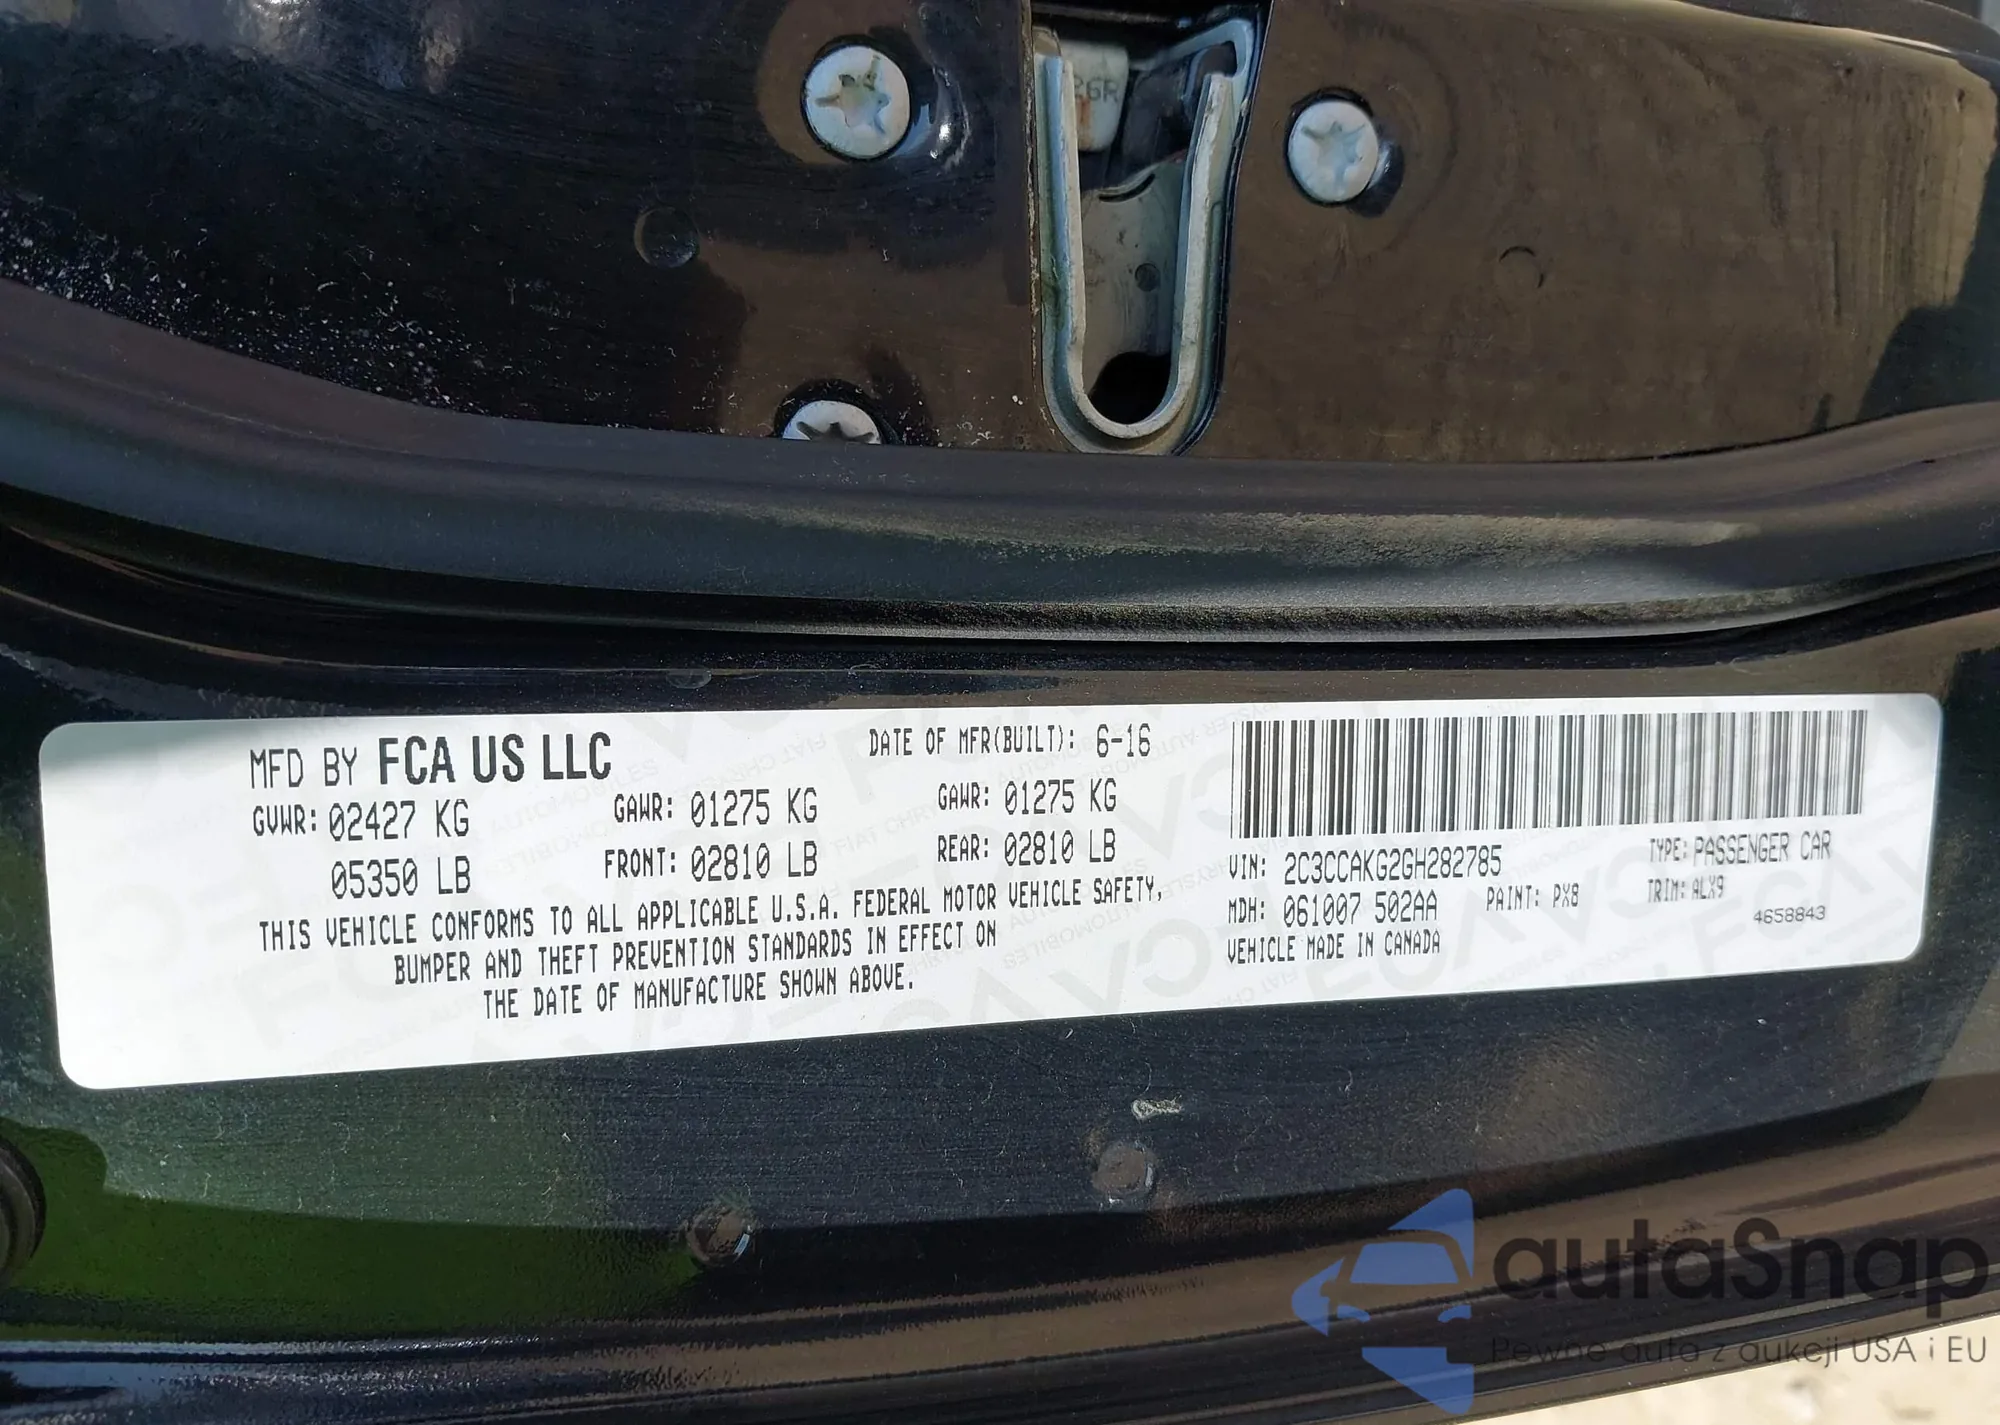 26R
MFD BY FCA US LLC
DATE OF MFR(BUILT): 6-16
GVWR: 02427 KG
05350 LB
GAWR: 01275 KG
FRONT: 02810 LB
GAWR: 01275 KG
REAR: 02810 LB
THIS VEHICLE CONFORMS TO ALL APPLICABLE U.S.A. FEDERAL MOTOR VEHICLE SAFETY,
BUMPER AND THEFT PREVENTION STANDARDS IN EFFECT ON
THE DATE OF MANUFACTURE SHOWN ABOVE.
VIN: 2C3CCAKG2GH282785
TYPE: PASSENGER CAR
MDH: 061007 502AA
PAINT: PX8
TRIM: ALX9
VEHICLE MADE IN CANADA
4658843
autaSnap
Pewne auta z aukcji USA i EU